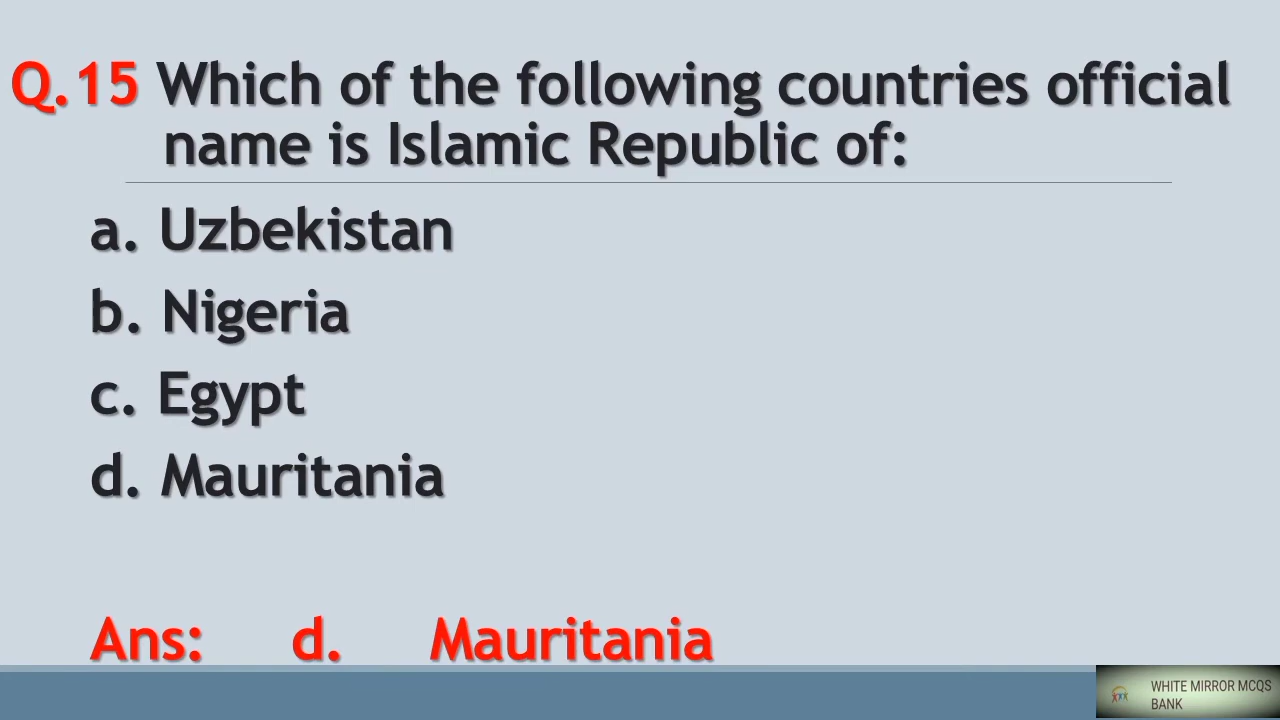 Q.15 Which of the following countries official
name is Islamic Republic of:
a. Uzbekistan
b. Nigeria
c. Egypt
d. Mauritania
Ans: d. Mauritania
WHITE MIRROR MCQS
BANK